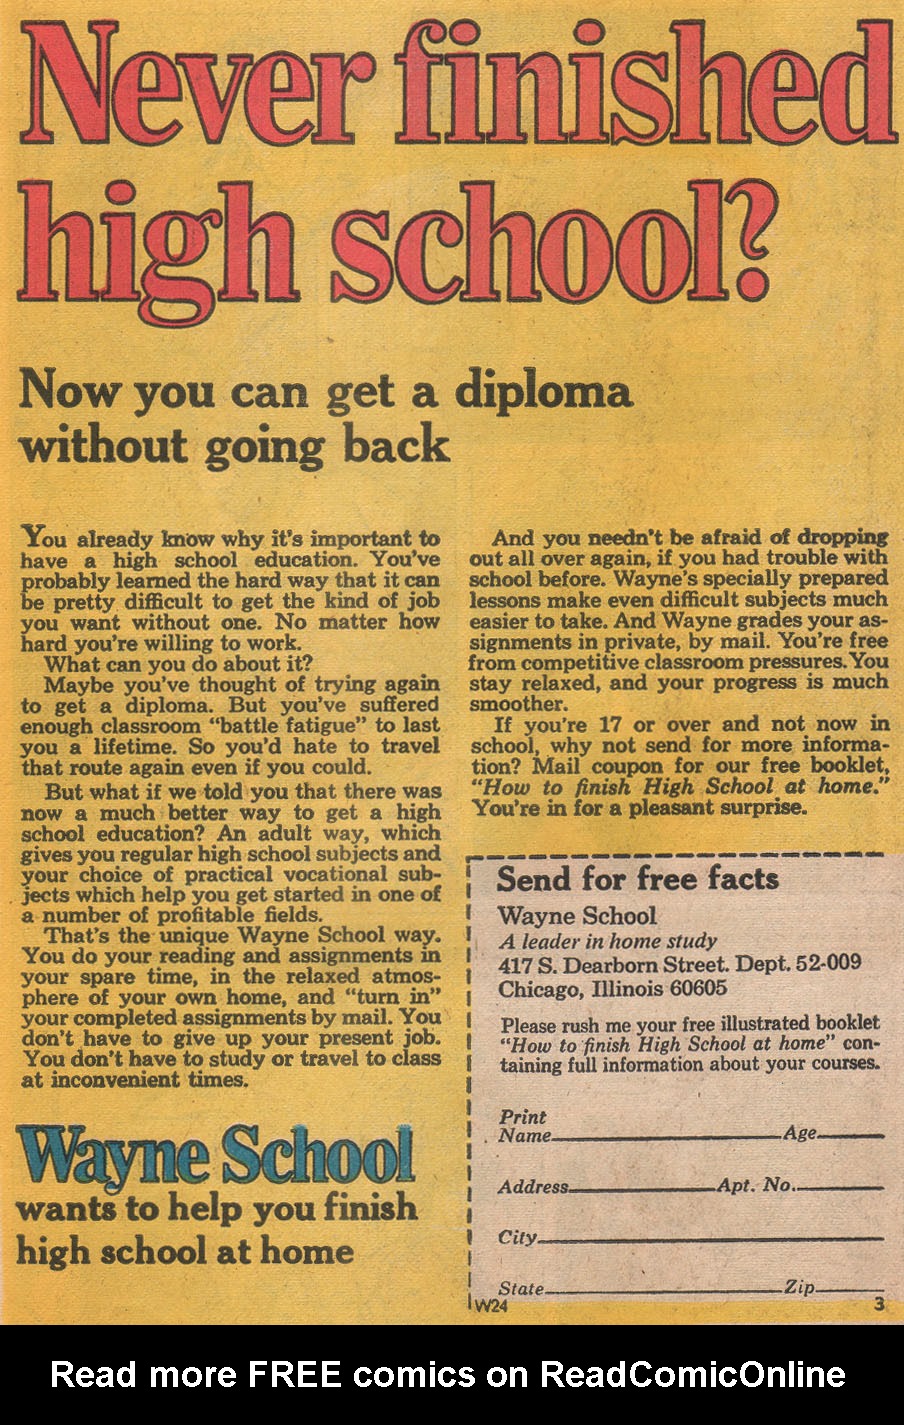 Never finished
high school?
Now you can get a diploma
without going back
You already know why it's important to
have a high school education. You've
probably learned the hard way that it can
be pretty difficult to get the kind of job
you want without one. No matter how
hard you're willing to work.
What can you do about it?
Maybe you've thought of trying again
to get a diploma. But you've suffered
enough classroom "battle fatigue" to last
you a lifetime. So you'd hate to travel
that route again even if you could.
But what if we told you that there was
now a much better way to get a high
school education? An adult way, which
gives you regular high school subjects and
your choice of practical vocational sub-
jects which help you get started in one of
a number of profitable fields.
That's the unique Wayne School way.
You do your reading and assignments in
your spare time, in the relaxed atmos-
phere of your own home, and "turn in"
your completed assignments by mail. You
don't have to give up your present job.
You don't have to study or travel to class
at inconvenient times.
Wayne School
wants to help you finish
high school at home
And you needn't be afraid of dropping
out all over again, if you had trouble with
school before. Wayne's specially prepared
lessons make even difficult subjects much
easier to take. And Wayne grades your as-
signments in private, by mail. You're free
from competitive classroom pressures. You
stay relaxed, and your progress is much
smoother.
If you're 17 or over and not now in
school, why not send for more informa-
tion? Mail coupon for our free booklet,
"How to finish High School at home."
You're in for a pleasant surprise.
Send for free facts
Wayne School
A leader in home study
417 S. Dearborn Street. Dept. 52-009
Chicago, Illinois 60605
Please rush me your free illustrated booklet
"How to finish High School at home" con-
taining full information about your courses.
Print
Name Age
Address Apt. No.
City
State Zip
W24 3
Read more FREE comics on ReadComicOnline